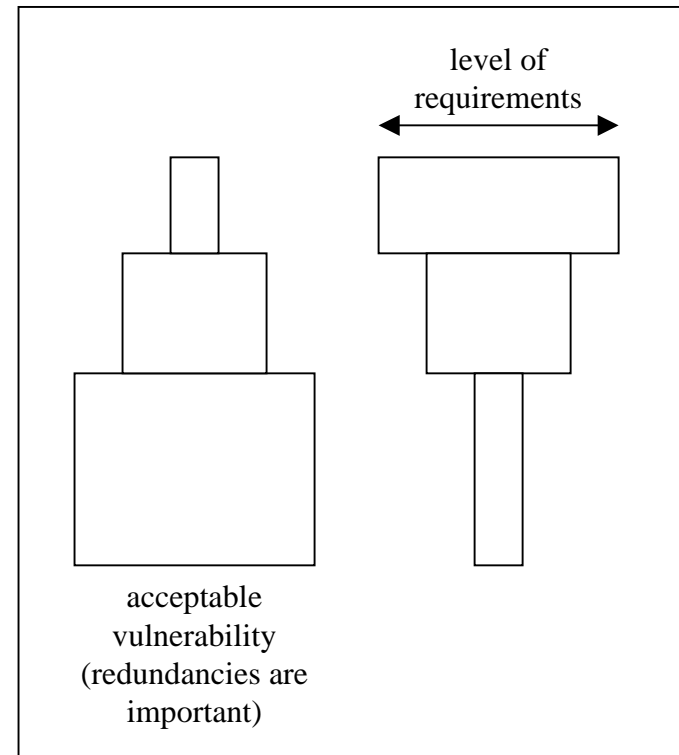 level of
requirements
acceptable
vulnerability
(redundancies are
important)